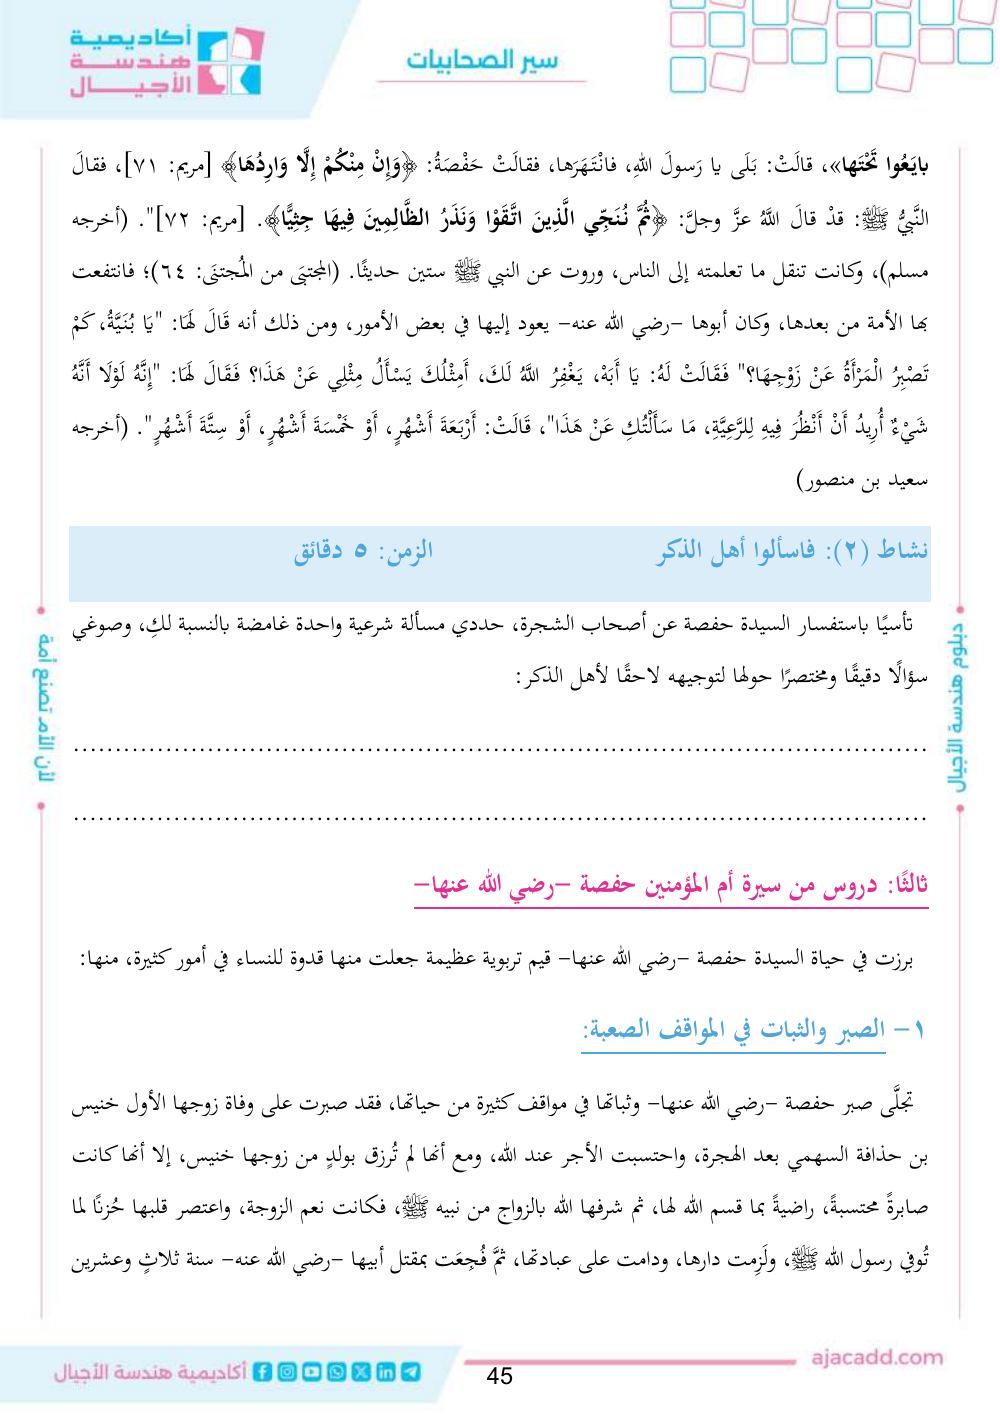 أكاديمية
هندسة
الأجيال
سير الصحابيات
بايَعُوا تَحْتَها»، قالَتْ: بَلَى يا رَسولَ اللهِ، فانْتَهَرَها، فقالَتْ حَفْصَةُ: ﴿وَإِنْ مِنْكُمْ إِلَّا وَارِدُهَا﴾ [مريم: ٧١]، فقالَ
النَّبيُّ ﷺ: قدْ قالَ اللَّهُ عزَّ وجلَّ: ﴿ثُمَّ نُنَجِّي الَّذِينَ اتَّقَوْا وَنَذَرُ الظَّالِمِينَ فِيهَا جِثِيًّا﴾. [مريم: ٧٢]". (أخرجه
مسلم)، وكانت تنقل ما تعلمته إلى الناس، وروت عن النبي ﷺ ستين حديثًا. (المجتبَى من المُجتنَى: ٦٤)؛ فانتفعت
بها الأمة من بعدها، وكان أبوها –رضي الله عنه– يعود إليها في بعض الأمور، ومن ذلك أنه قَالَ لَهَا: "يَا بُنَيَّةُ، كَمْ
تَصْبِرُ الْمَرْأَةُ عَنْ زَوْجِهَا؟" فَقَالَتْ لَهُ: يَا أَبَهْ، يَغْفِرُ اللَّهُ لَكَ، أَمِثْلُكَ يَسْأَلُ مِثْلِي عَنْ هَذَا؟ فَقَالَ لَهَا: "إِنَّهُ لَوْلَا أَنَّهُ
شَيْءٌ أُرِيدُ أَنْ أَنْظُرَ فِيهِ لِلرَّعِيَّةِ، مَا سَأَلْتُكِ عَنْ هَذَا"، قَالَتْ: أَرْبَعَةَ أَشْهُرٍ، أَوْ خَمْسَةَ أَشْهُرٍ، أَوْ سِتَّةَ أَشْهُرٍ". (أخرجه
سعيد بن منصور)
نشاط (٢): فاسألوا أهل الذكر الزمن: ٥ دقائق
تأسيًا باستفسار السيدة حفصة عن أصحاب الشجرة، حددي مسألة شرعية واحدة غامضة بالنسبة لكِ، وصوغي
سؤالًا دقيقًا ومختصرًا حولها لتوجيهه لاحقًا لأهل الذكر:
......................................................................................................
......................................................................................................
ثالثًا: دروس من سيرة أم المؤمنين حفصة –رضي الله عنها–
برزت في حياة السيدة حفصة –رضي الله عنها– قيم تربوية عظيمة جعلت منها قدوة للنساء في أمور كثيرة، منها:
١– الصبر والثبات في المواقف الصعبة:
تجلَّى صبر حفصة –رضي الله عنها– وثباتها في مواقف كثيرة من حياتها، فقد صبرت على وفاة زوجها الأول خنيس
بن حذافة السهمي بعد الهجرة، واحتسبت الأجر عند الله، ومع أنها لم تُرزق بولدٍ من زوجها خنيس، إلا أنها كانت
صابرةً محتسبةً، راضيةً بما قسم الله لها، ثم شرفها الله بالزواج من نبيه ﷺ، فكانت نعم الزوجة، واعتصر قلبها حُزنًا لما
تُوفي رسول الله ﷺ، ولَزِمت دارها، ودامت على عبادتها، ثمَّ فُجِعَت بمقتل أبيها –رضي الله عنه– سنة ثلاثٍ وعشرين
دبلوم هندسة الأجيال
لأن الأم تصنع أمة
أكاديمية هندسة الأجيال
45
ajacadd.com